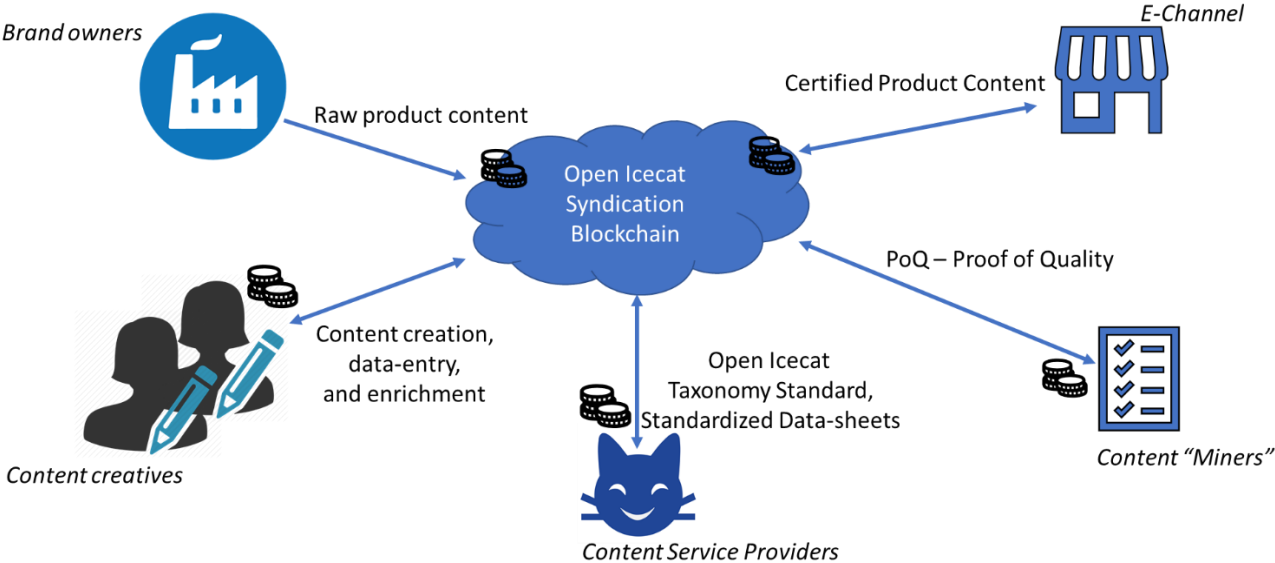 Brand owners
E-Channel
Raw product content
Certified Product Content
Open Icecat
Syndication
Blockchain
PoQ – Proof of Quality
Content creation,
data-entry,
and enrichment
Open Icecat
Taxonomy Standard,
Standardized Data-sheets
Content creatives
Content “Miners”
Content Service Providers